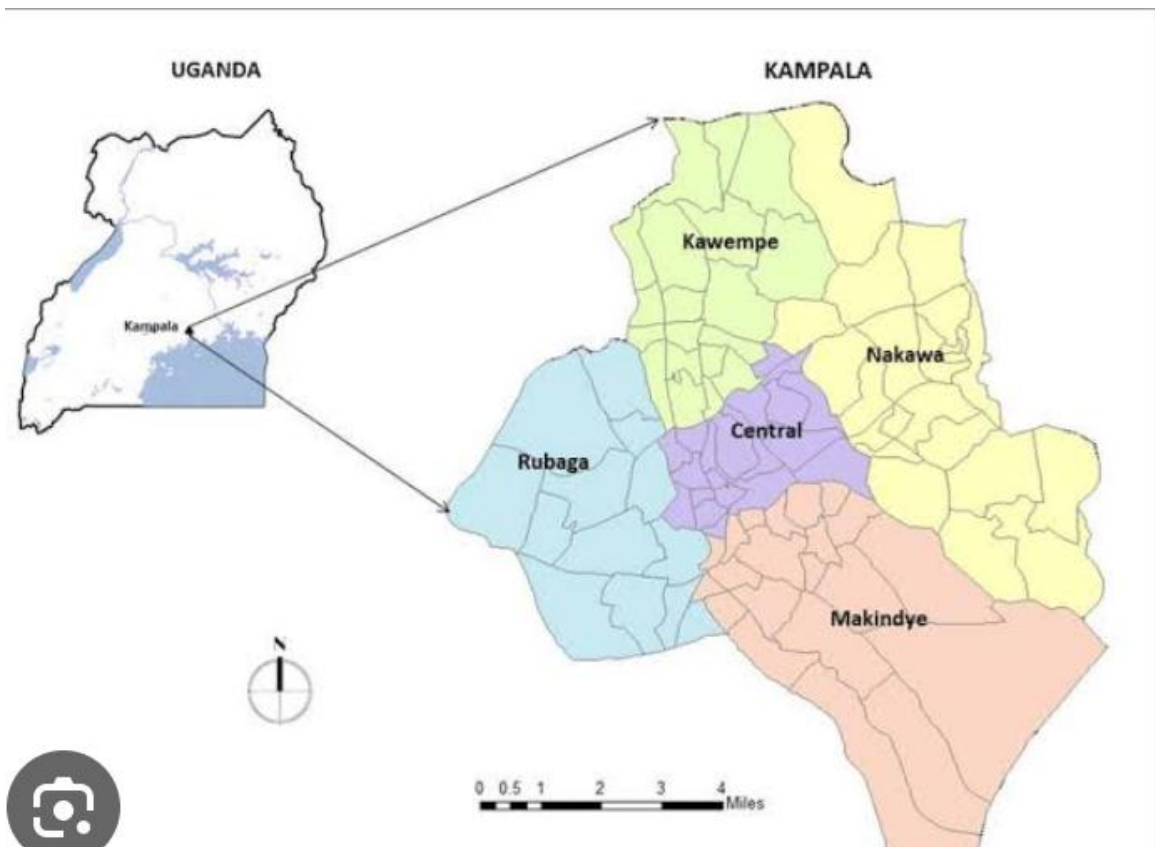 UGANDA
KAMPALA
Kawempe
Kampala
Nakawa
Central
Rubaga
Makindye
N
0 0.5 1 2 3 4
Miles